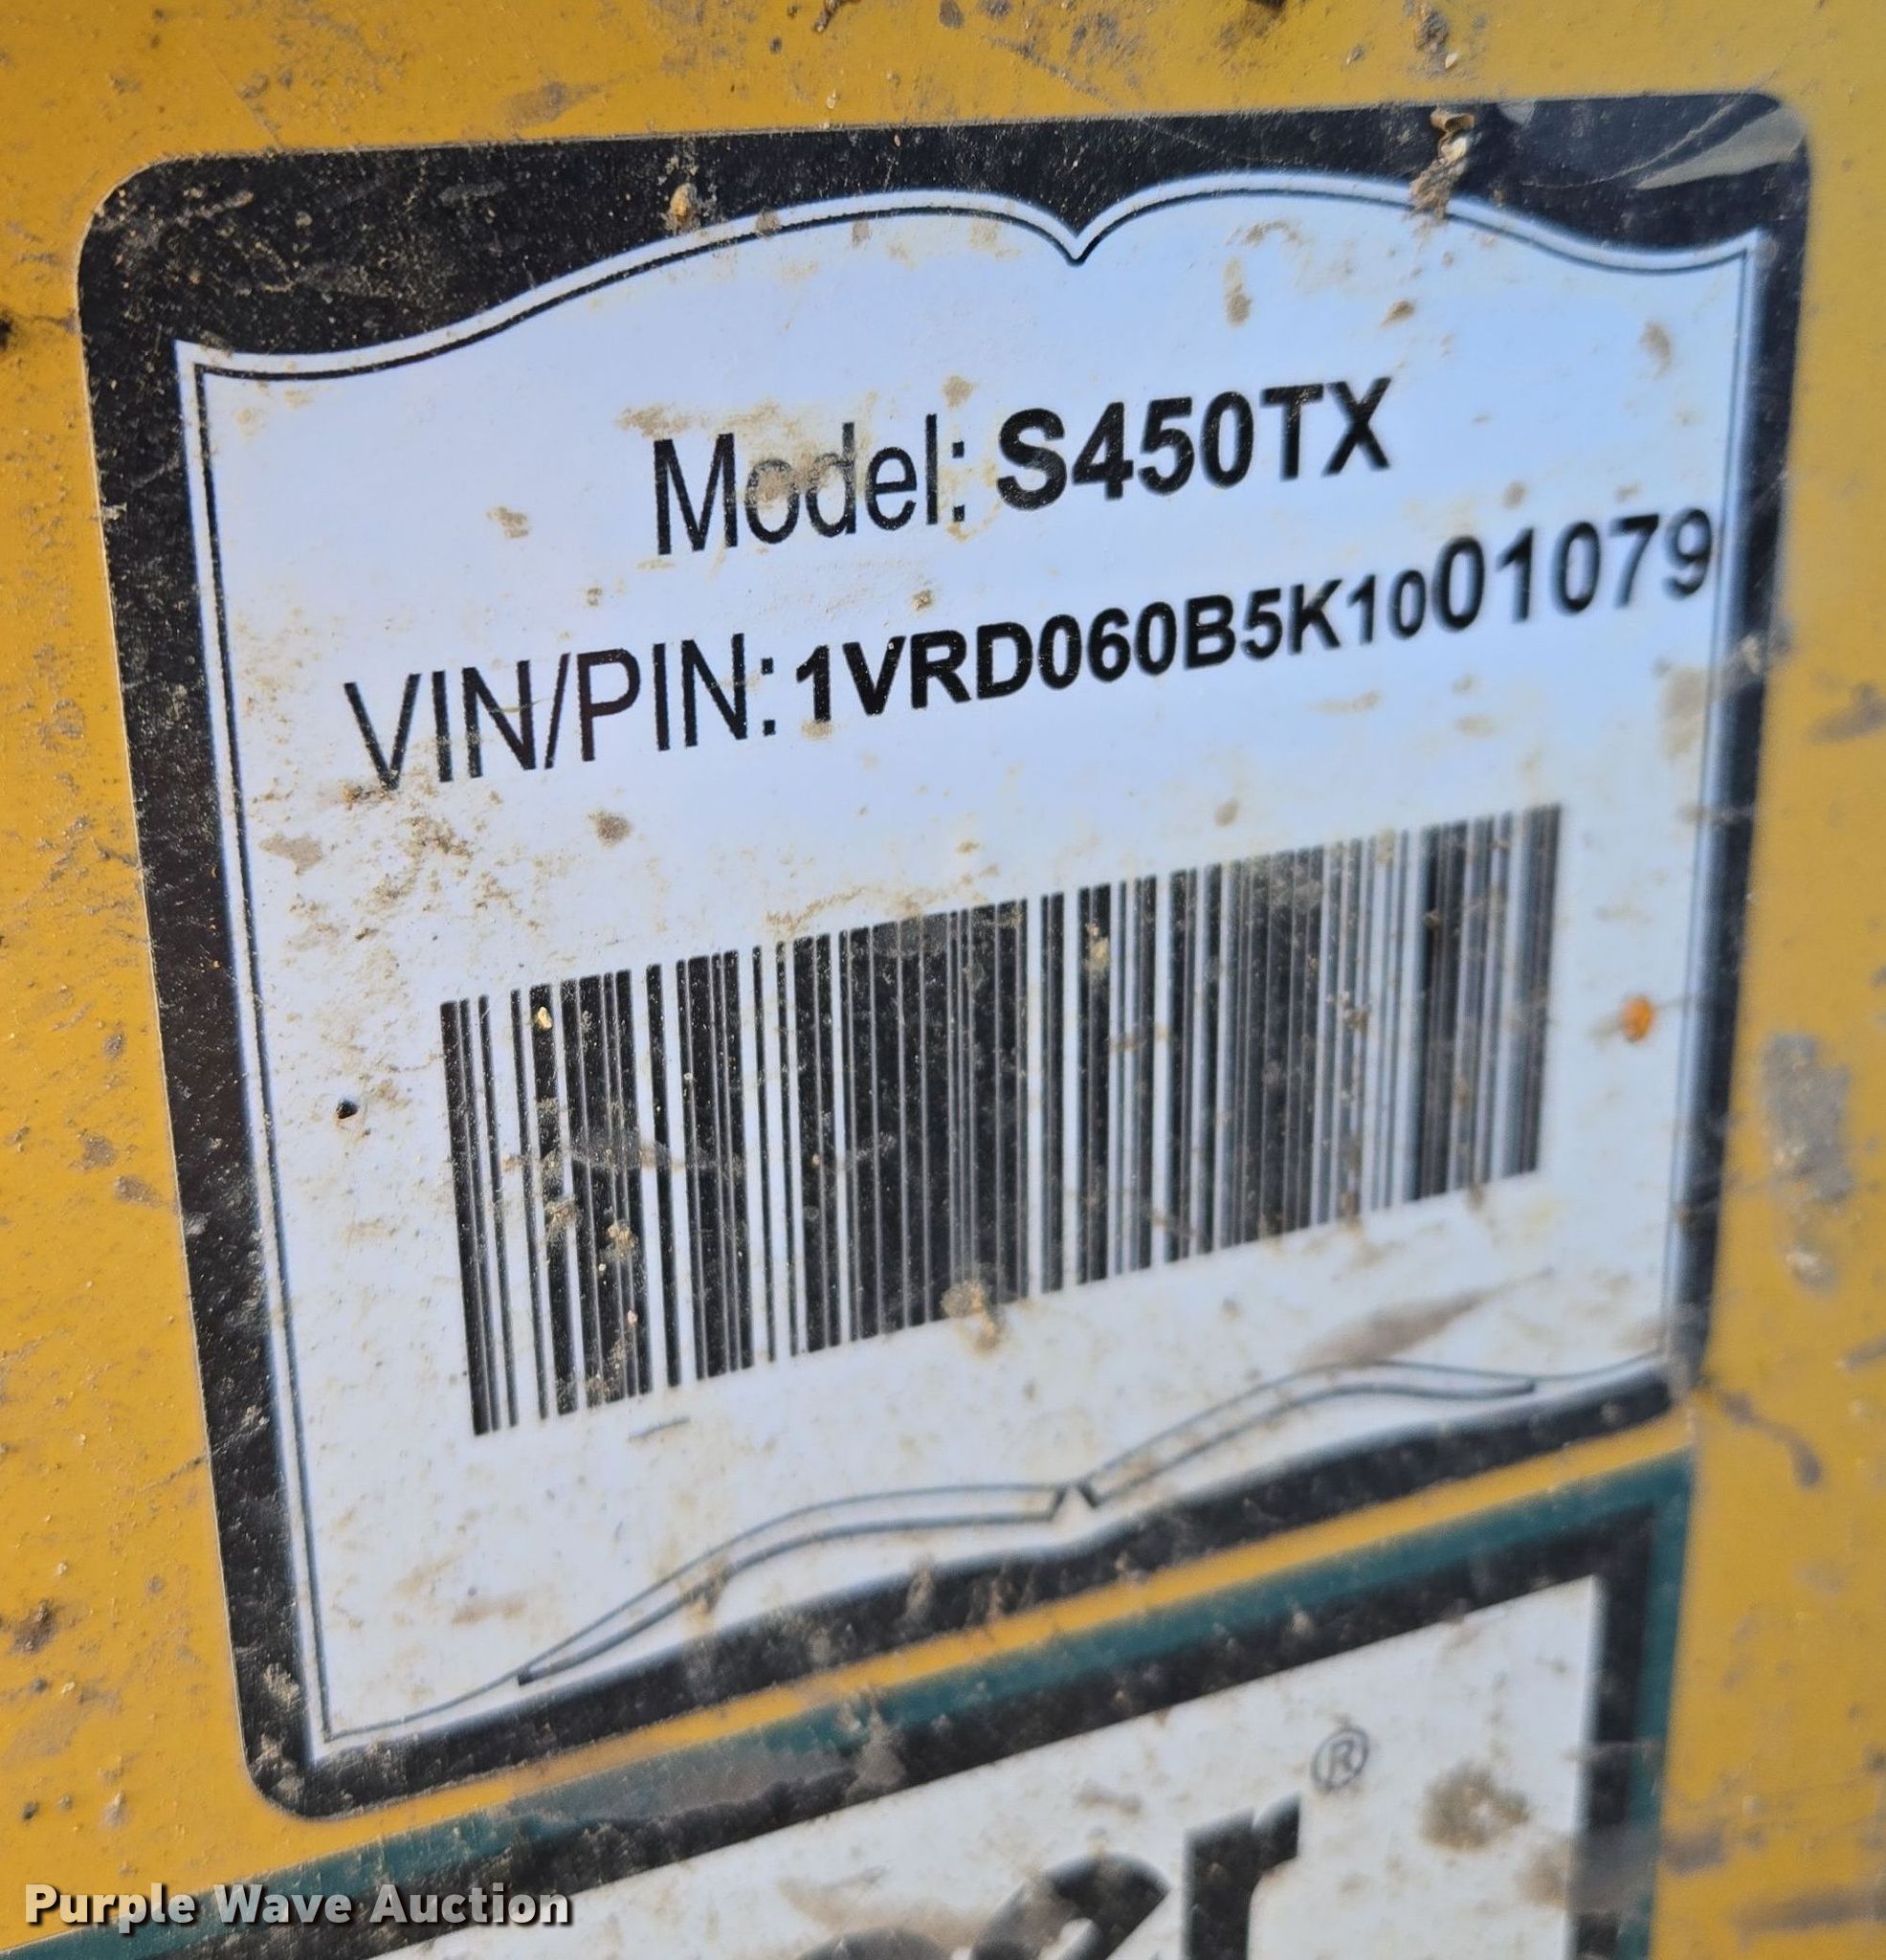 Model: S450TX
VIN/PIN: 1VRD060B5K1001079
®
Purple Wave Auction